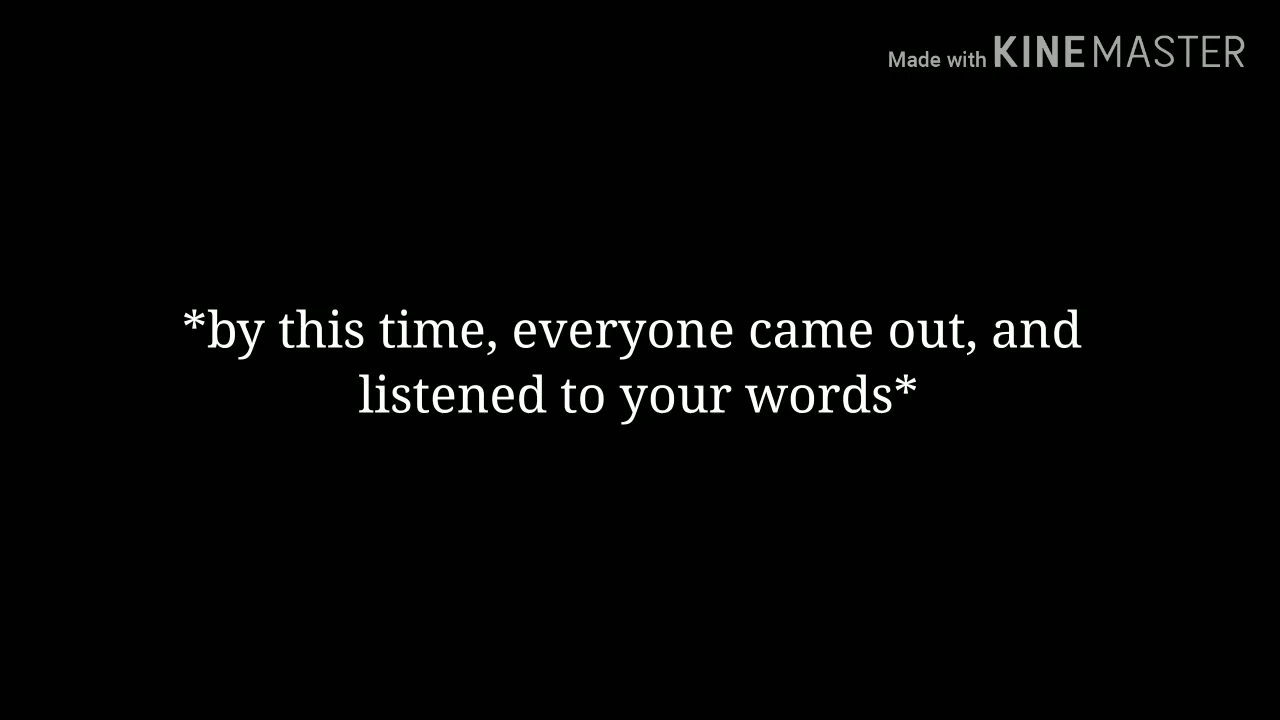 Made with KINEMASTER
*by this time, everyone came out, and
listened to your words*